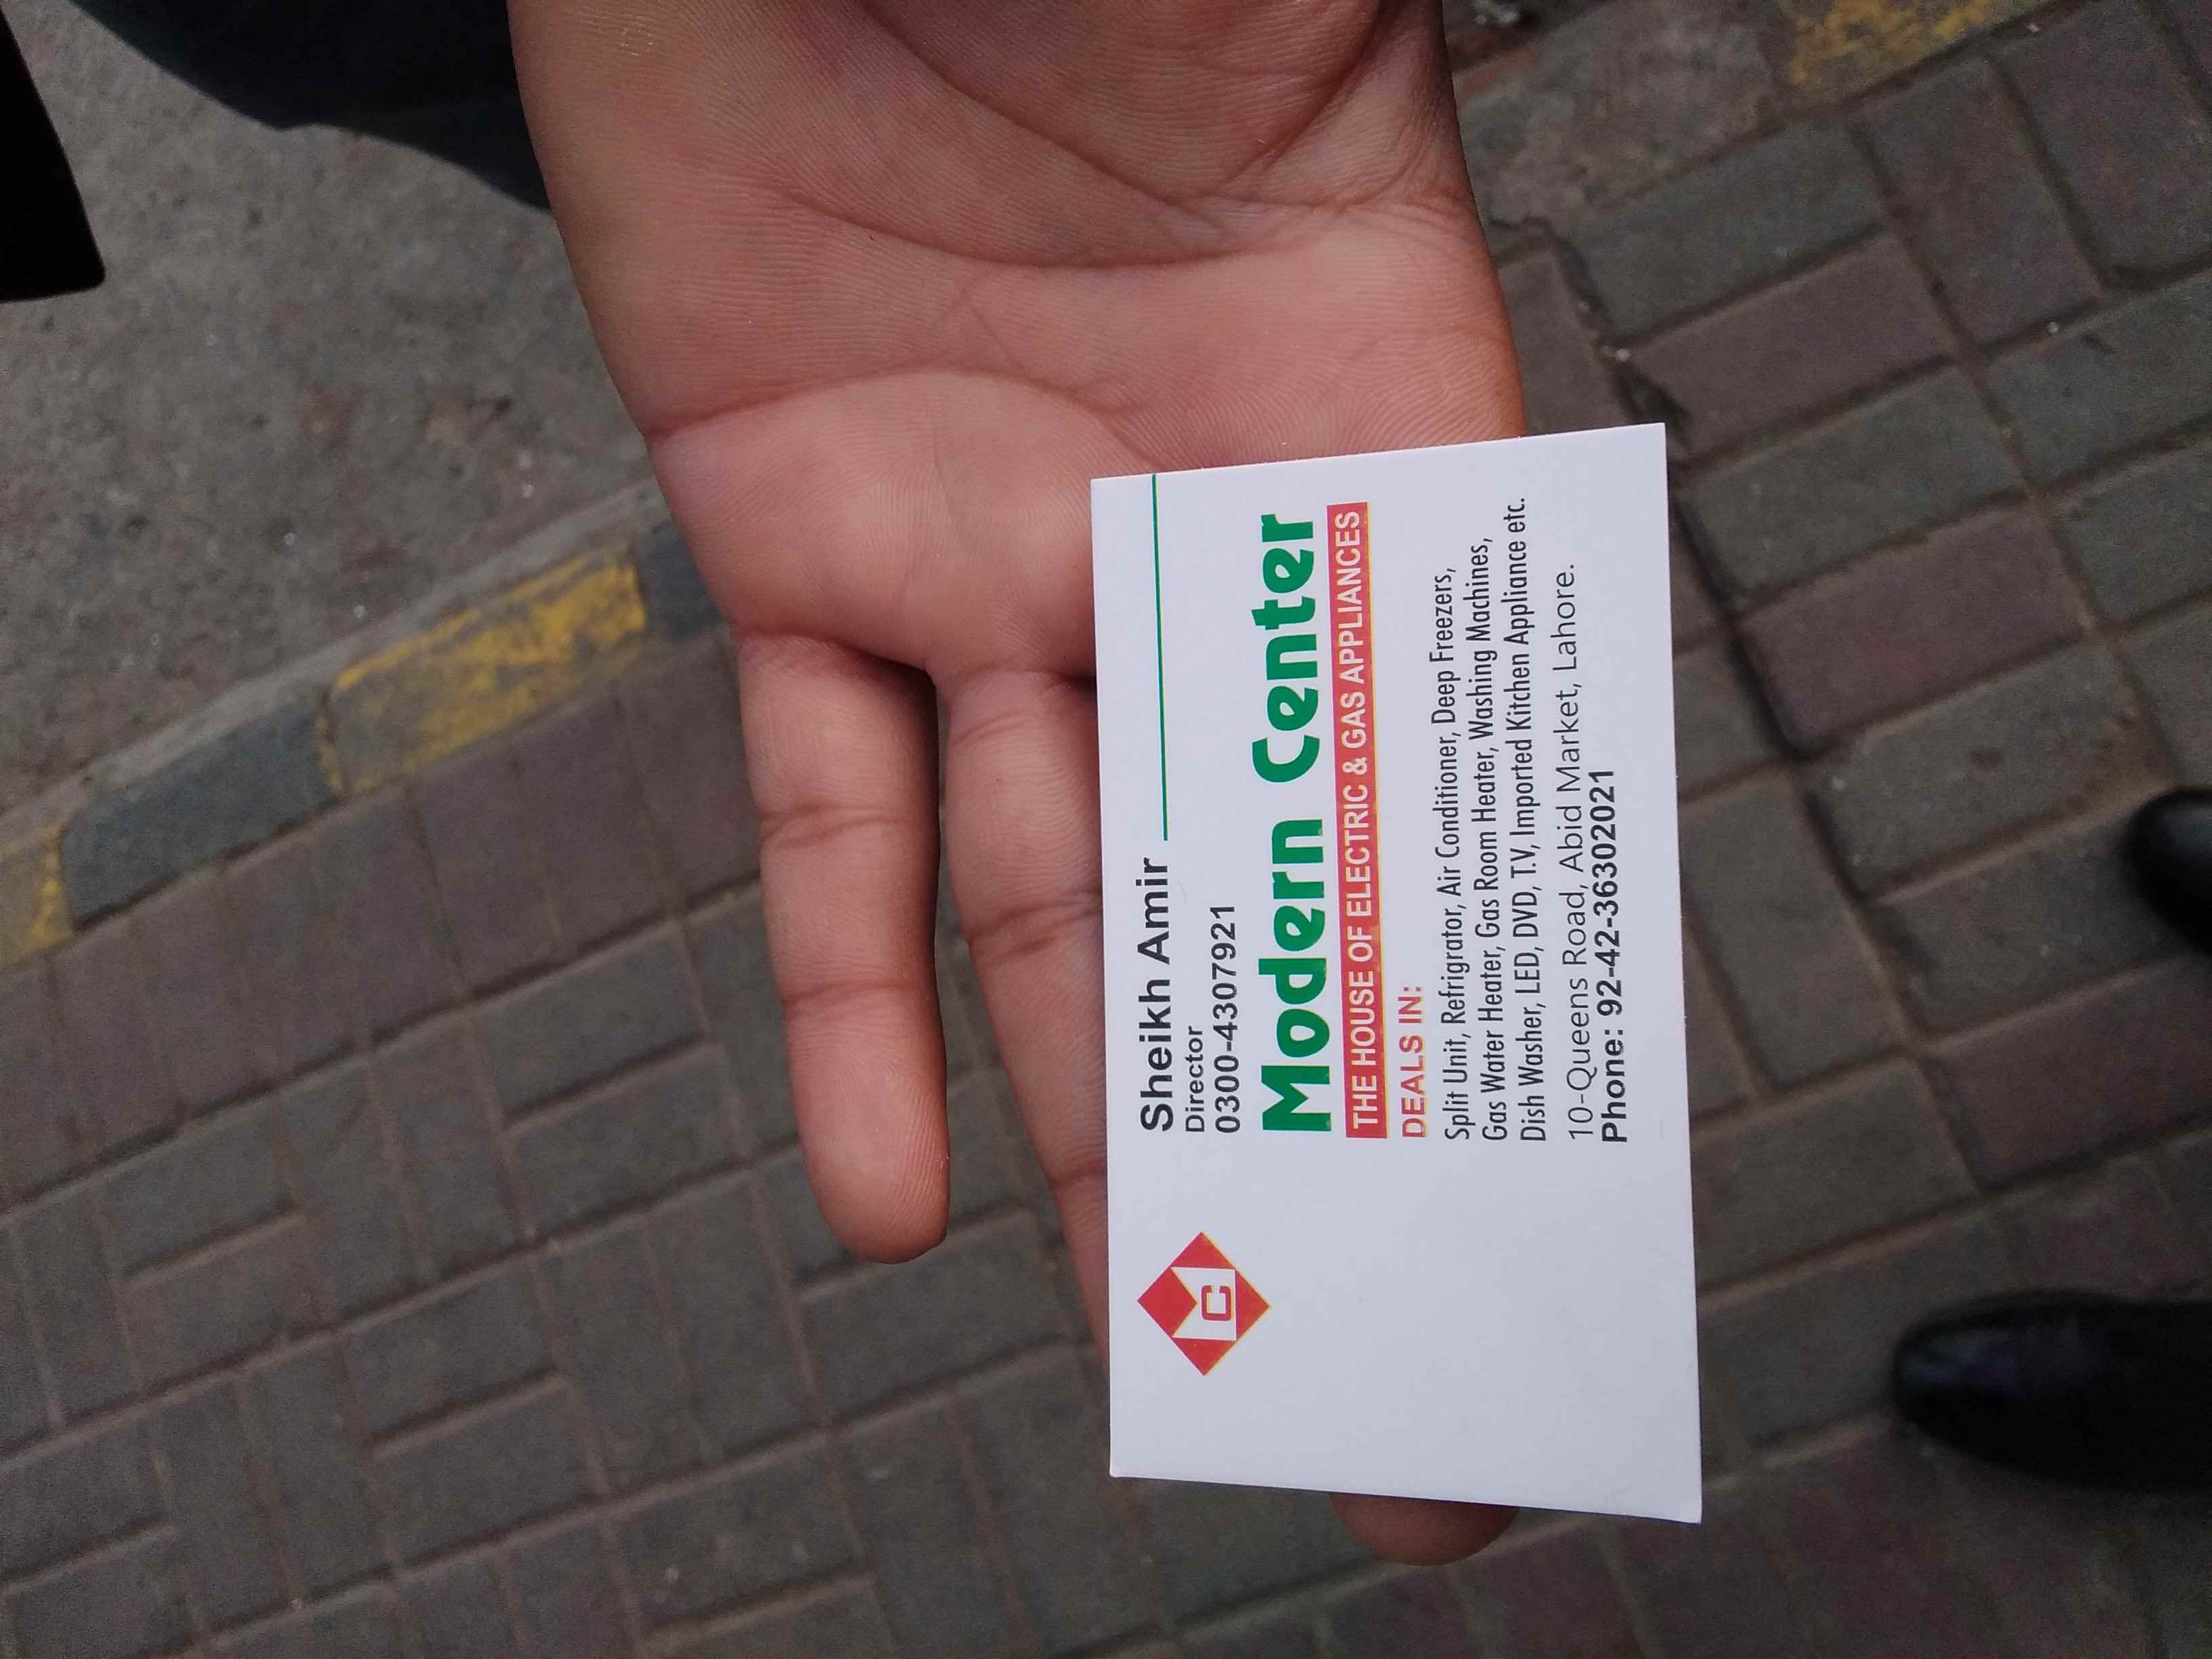 MC
Sheikh Amir
Director
0300-4307921
Modern Center
THE HOUSE OF ELECTRIC & GAS APPLIANCES
DEALS IN:
Split Unit, Refrigrator, Air Conditioner, Deep Freezers,
Gas Water Heater, Gas Room Heater, Washing Machines,
Dish Washer, LED, DVD, T.V, Imported Kitchen Appliance etc.
10-Queens Road, Abid Market, Lahore.
Phone: 92-42-36302021